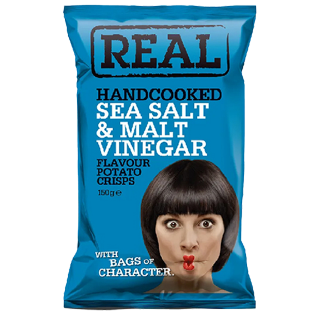 REAL
HANDCOOKED
SEA SALT
& MALT
VINEGAR
FLAVOUR
POTATO
CRISPS
150g e
WITH
BAGS OF
CHARACTER.